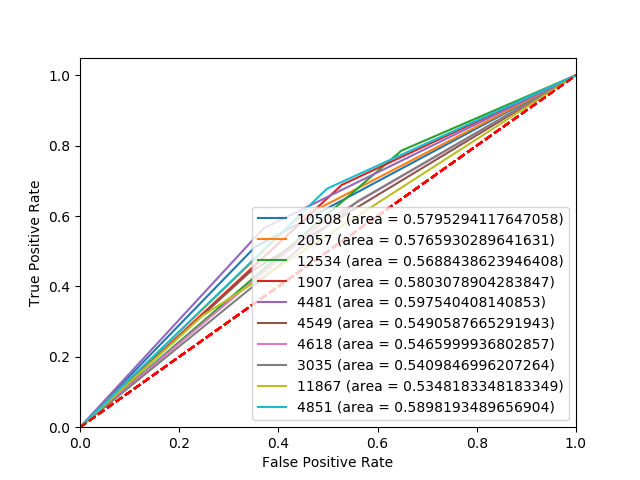 1.0
0.8
0.6
0.4
0.2
0.0
True Positive Rate
10508 (area = 0.5795294117647058)
2057 (area = 0.5765930289641631)
12534 (area = 0.5688438623946408)
1907 (area = 0.5803078904283847)
4481 (area = 0.597540408140853)
4549 (area = 0.5490587665291943)
4618 (area = 0.5465999936802857)
3035 (area = 0.5409846996207264)
11867 (area = 0.5348183348183349)
4851 (area = 0.5898193489656904)
0.0 0.2 0.4 0.6 0.8 1.0
False Positive Rate